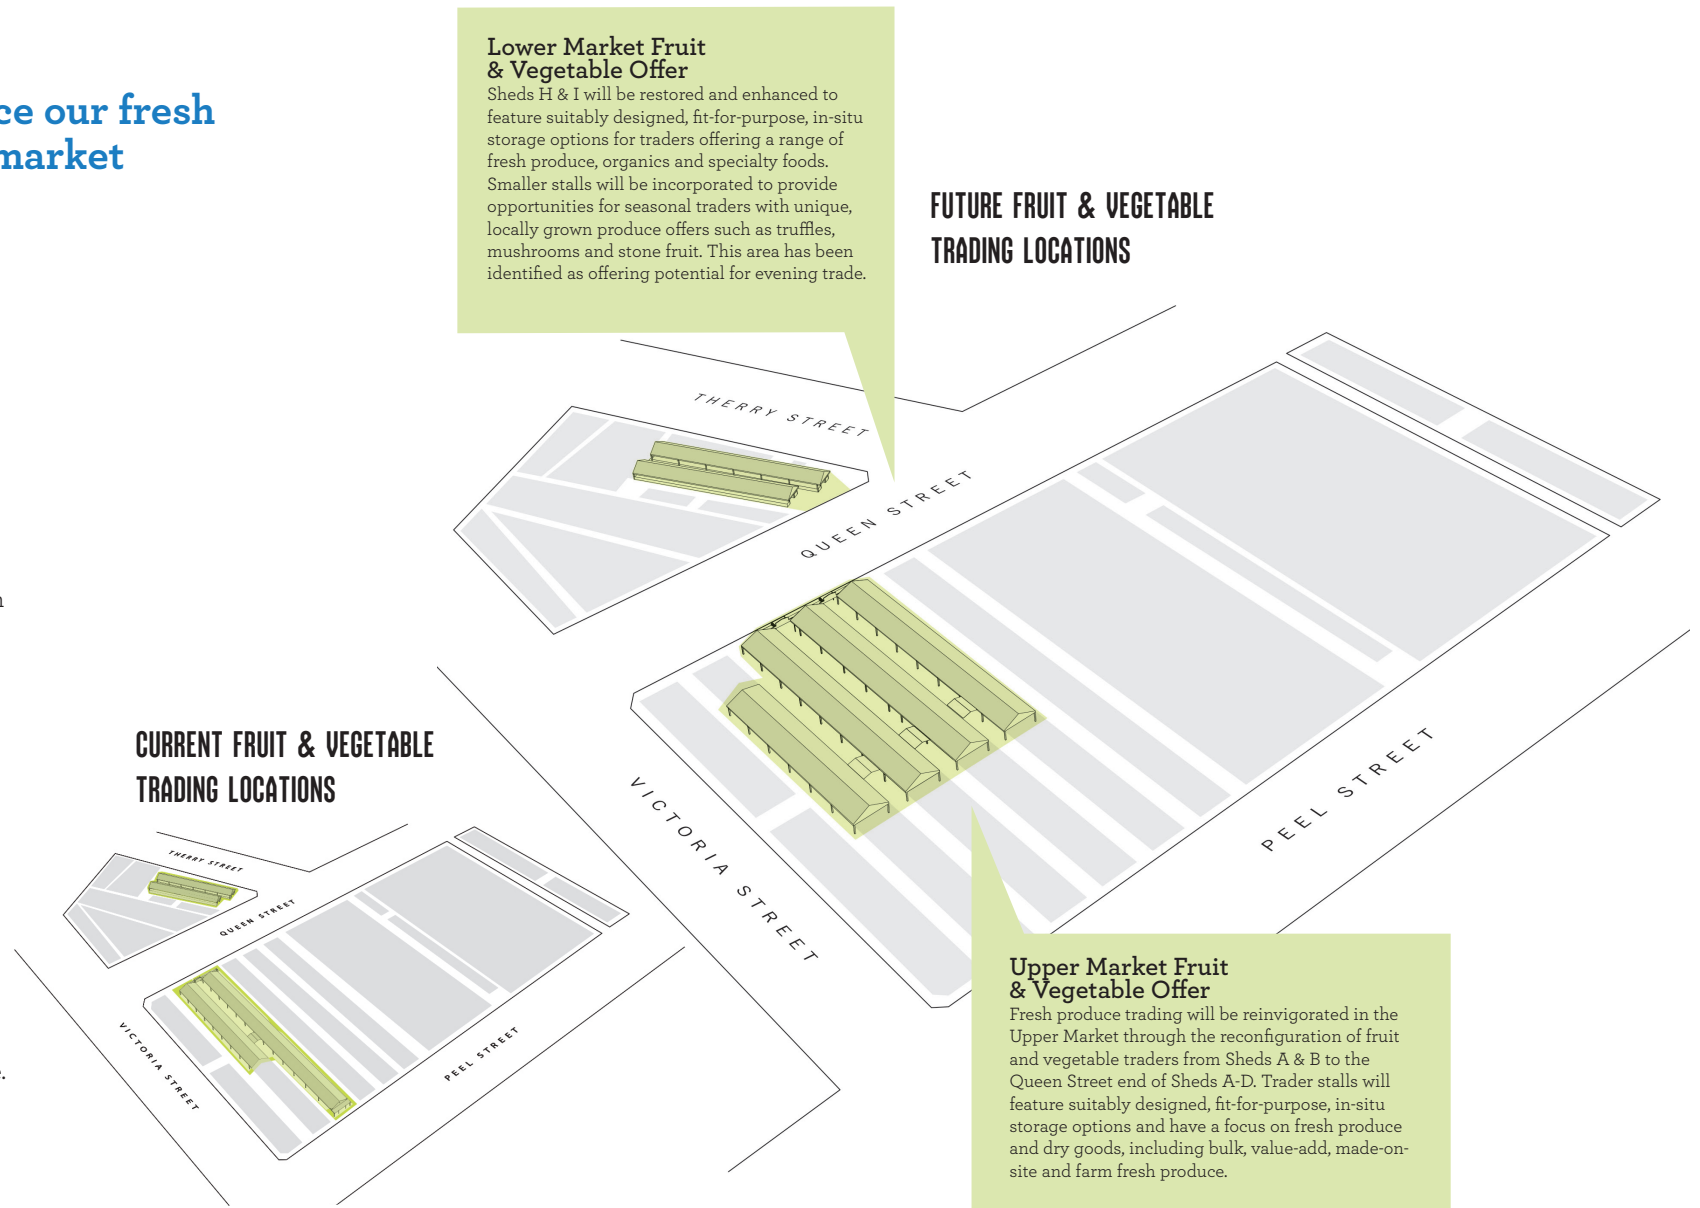 ce our fresh
market
Lower Market Fruit
& Vegetable Offer
Sheds H & I will be restored and enhanced to
feature suitably designed, fit-for-purpose, in-situ
storage options for traders offering a range of
fresh produce, organics and specialty foods.
Smaller stalls will be incorporated to provide
opportunities for seasonal traders with unique,
locally grown produce offers such as truffles,
mushrooms and stone fruit. This area has been
identified as offering potential for evening trade.
FUTURE FRUIT & VEGETABLE
TRADING LOCATIONS
THERRY STREET
QUEEN STREET
VICTORIA STREET
PEEL STREET
CURRENT FRUIT & VEGETABLE
TRADING LOCATIONS
THERRY STREET
QUEEN STREET
VICTORIA STREET
PEEL STREET
Upper Market Fruit
& Vegetable Offer
Fresh produce trading will be reinvigorated in the
Upper Market through the reconfiguration of fruit
and vegetable traders from Sheds A & B to the
Queen Street end of Sheds A-D. Trader stalls will
feature suitably designed, fit-for-purpose, in-situ
storage options and have a focus on fresh produce
and dry goods, including bulk, value-add, made-on-
site and farm fresh produce.